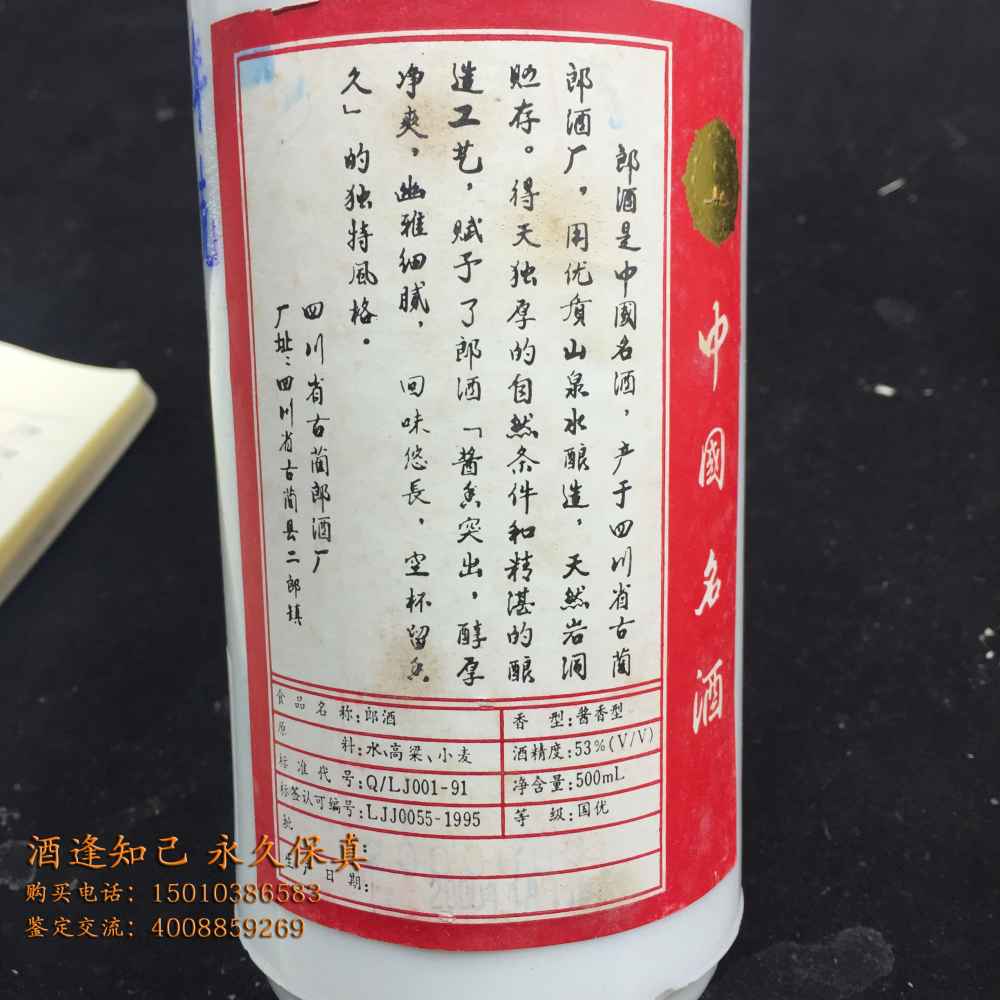 郎酒是中國名酒，产于四川省古蔺
郎酒厂。用优质山泉水酿造，天然岩洞
贮存。得天独厚的自然条件和精湛的酿
造工艺，赋予了郎酒「酱香突出，醇厚
净爽，幽雅细腻，回味悠長，空杯留香
久」的独特風格。
四川省古蔺郎酒厂
厂址：四川省古蔺县二郎镇
中國名酒
食品名称：郎酒
香型：酱香型
原料：水、高粱、小麦
酒精度：53%(V/V)
标准代号：Q/LJ001-91
净含量：500mL
标签认可编号：LJJ0055-1995
等级：国优
批：
生产日期：
酒逢知己 永久保真
购买电话：15010386583
鉴定交流：4008859269